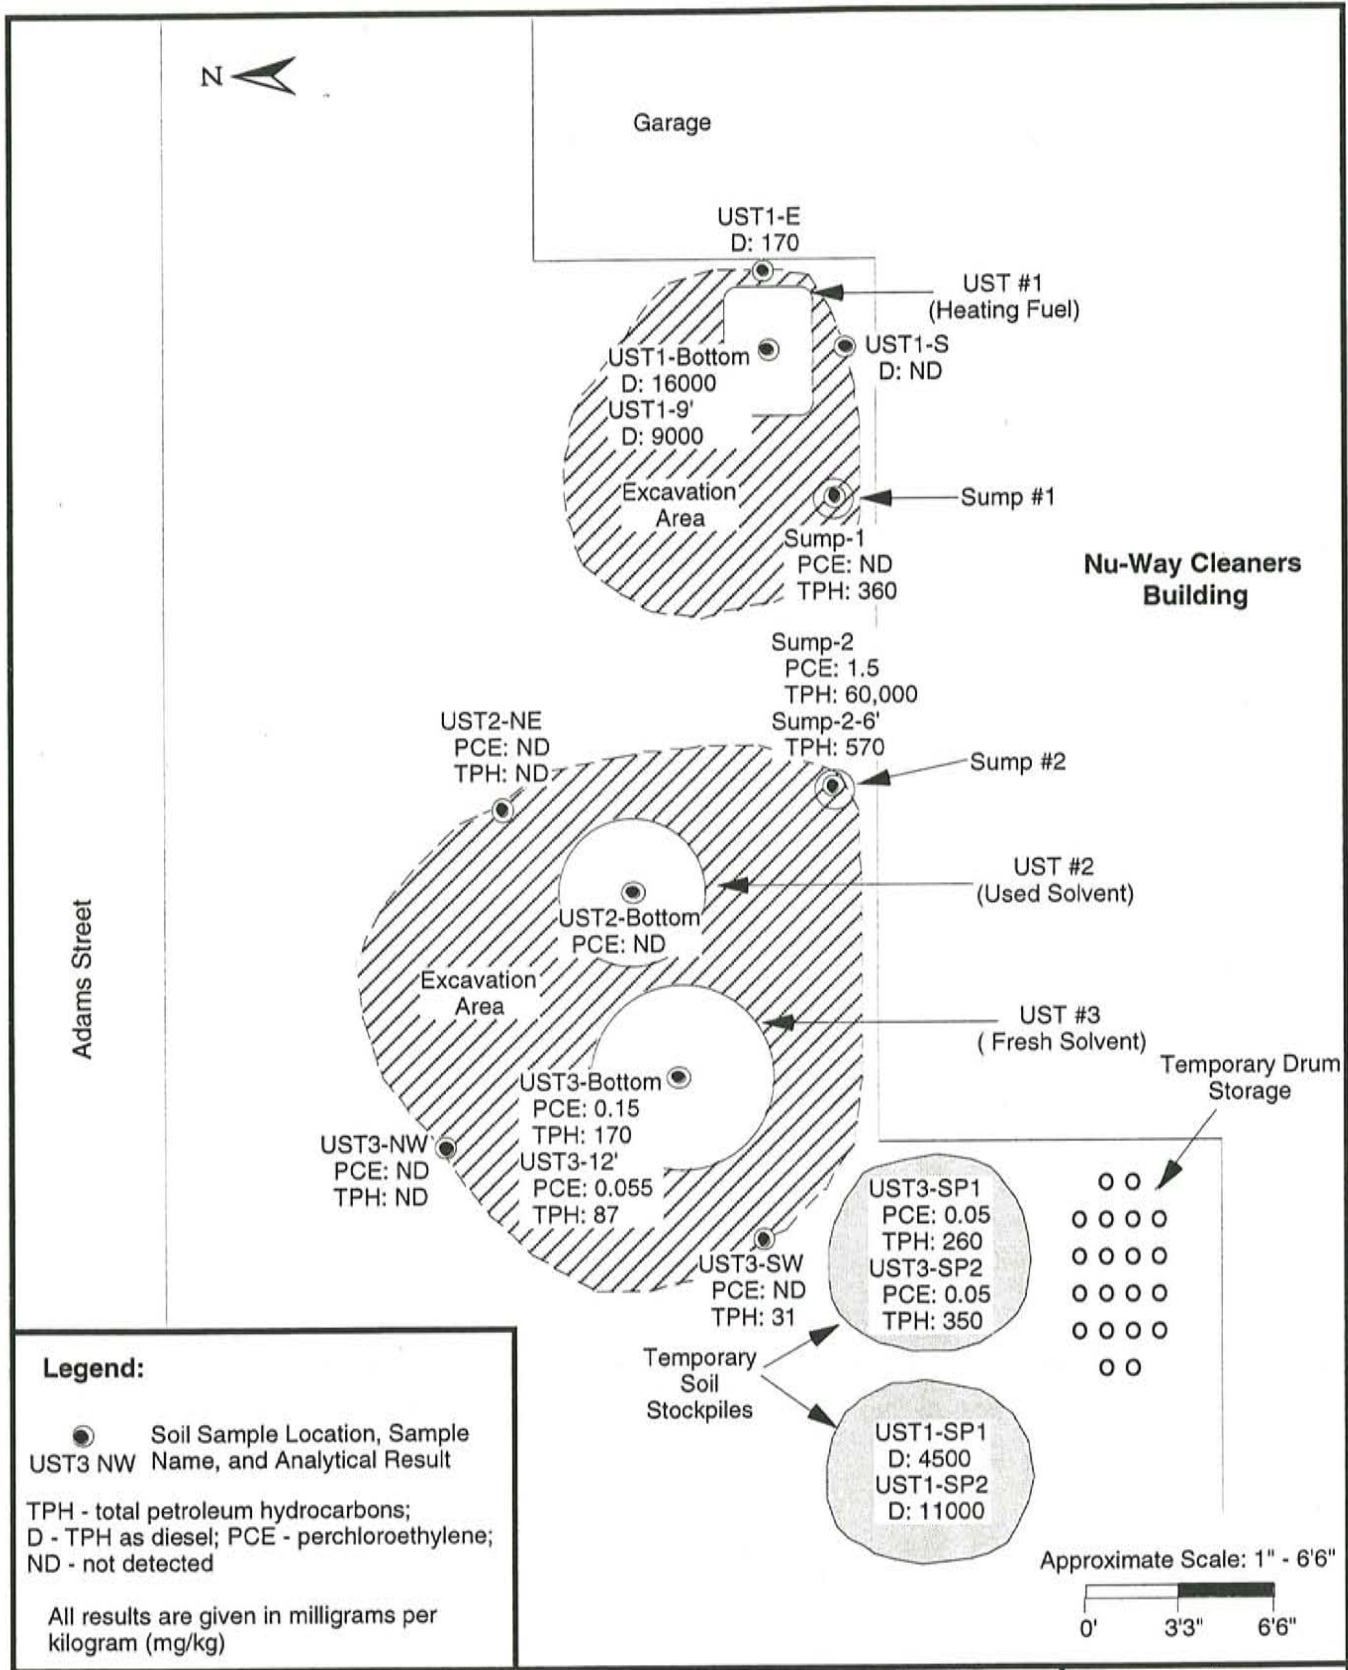 N
Garage
UST1-E
D: 170
UST #1
(Heating Fuel)
UST1-Bottom
D: 16000
UST1-9'
D: 9000
UST1-S
D: ND
Excavation
Area
Sump #1
Sump-1
PCE: ND
TPH: 360
Nu-Way Cleaners
Building
Sump-2
PCE: 1.5
TPH: 60,000
Sump-2-6'
TPH: 570
UST2-NE
PCE: ND
TPH: ND
Sump #2
UST #2
(Used Solvent)
UST2-Bottom
PCE: ND
Adams Street
Excavation
Area
UST #3
( Fresh Solvent)
Temporary Drum
Storage
UST3-Bottom
PCE: 0.15
TPH: 170
UST3-12'
PCE: 0.055
TPH: 87
UST3-NW
PCE: ND
TPH: ND
UST3-SW
PCE: ND
TPH: 31
UST3-SP1
PCE: 0.05
TPH: 260
UST3-SP2
PCE: 0.05
TPH: 350
Temporary
Soil
Stockpiles
UST1-SP1
D: 4500
UST1-SP2
D: 11000
Legend:
UST3 NW
Soil Sample Location, Sample
Name, and Analytical Result
TPH - total petroleum hydrocarbons;
D - TPH as diesel; PCE - perchloroethylene;
ND - not detected
All results are given in milligrams per
kilogram (mg/kg)
Approximate Scale: 1" - 6'6"
0' 3'3" 6'6"